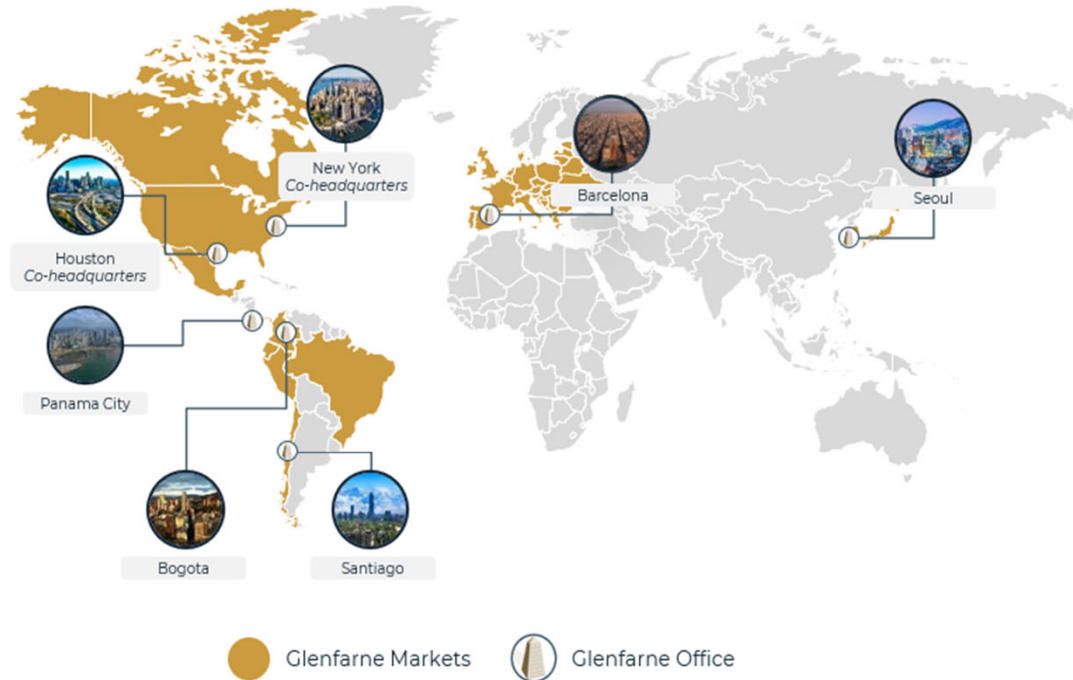 New York
Co-headquarters
Barcelona
Seoul
Houston
Co-headquarters
Panama City
Bogota
Santiago
Glenfarne Markets
Glenfarne Office